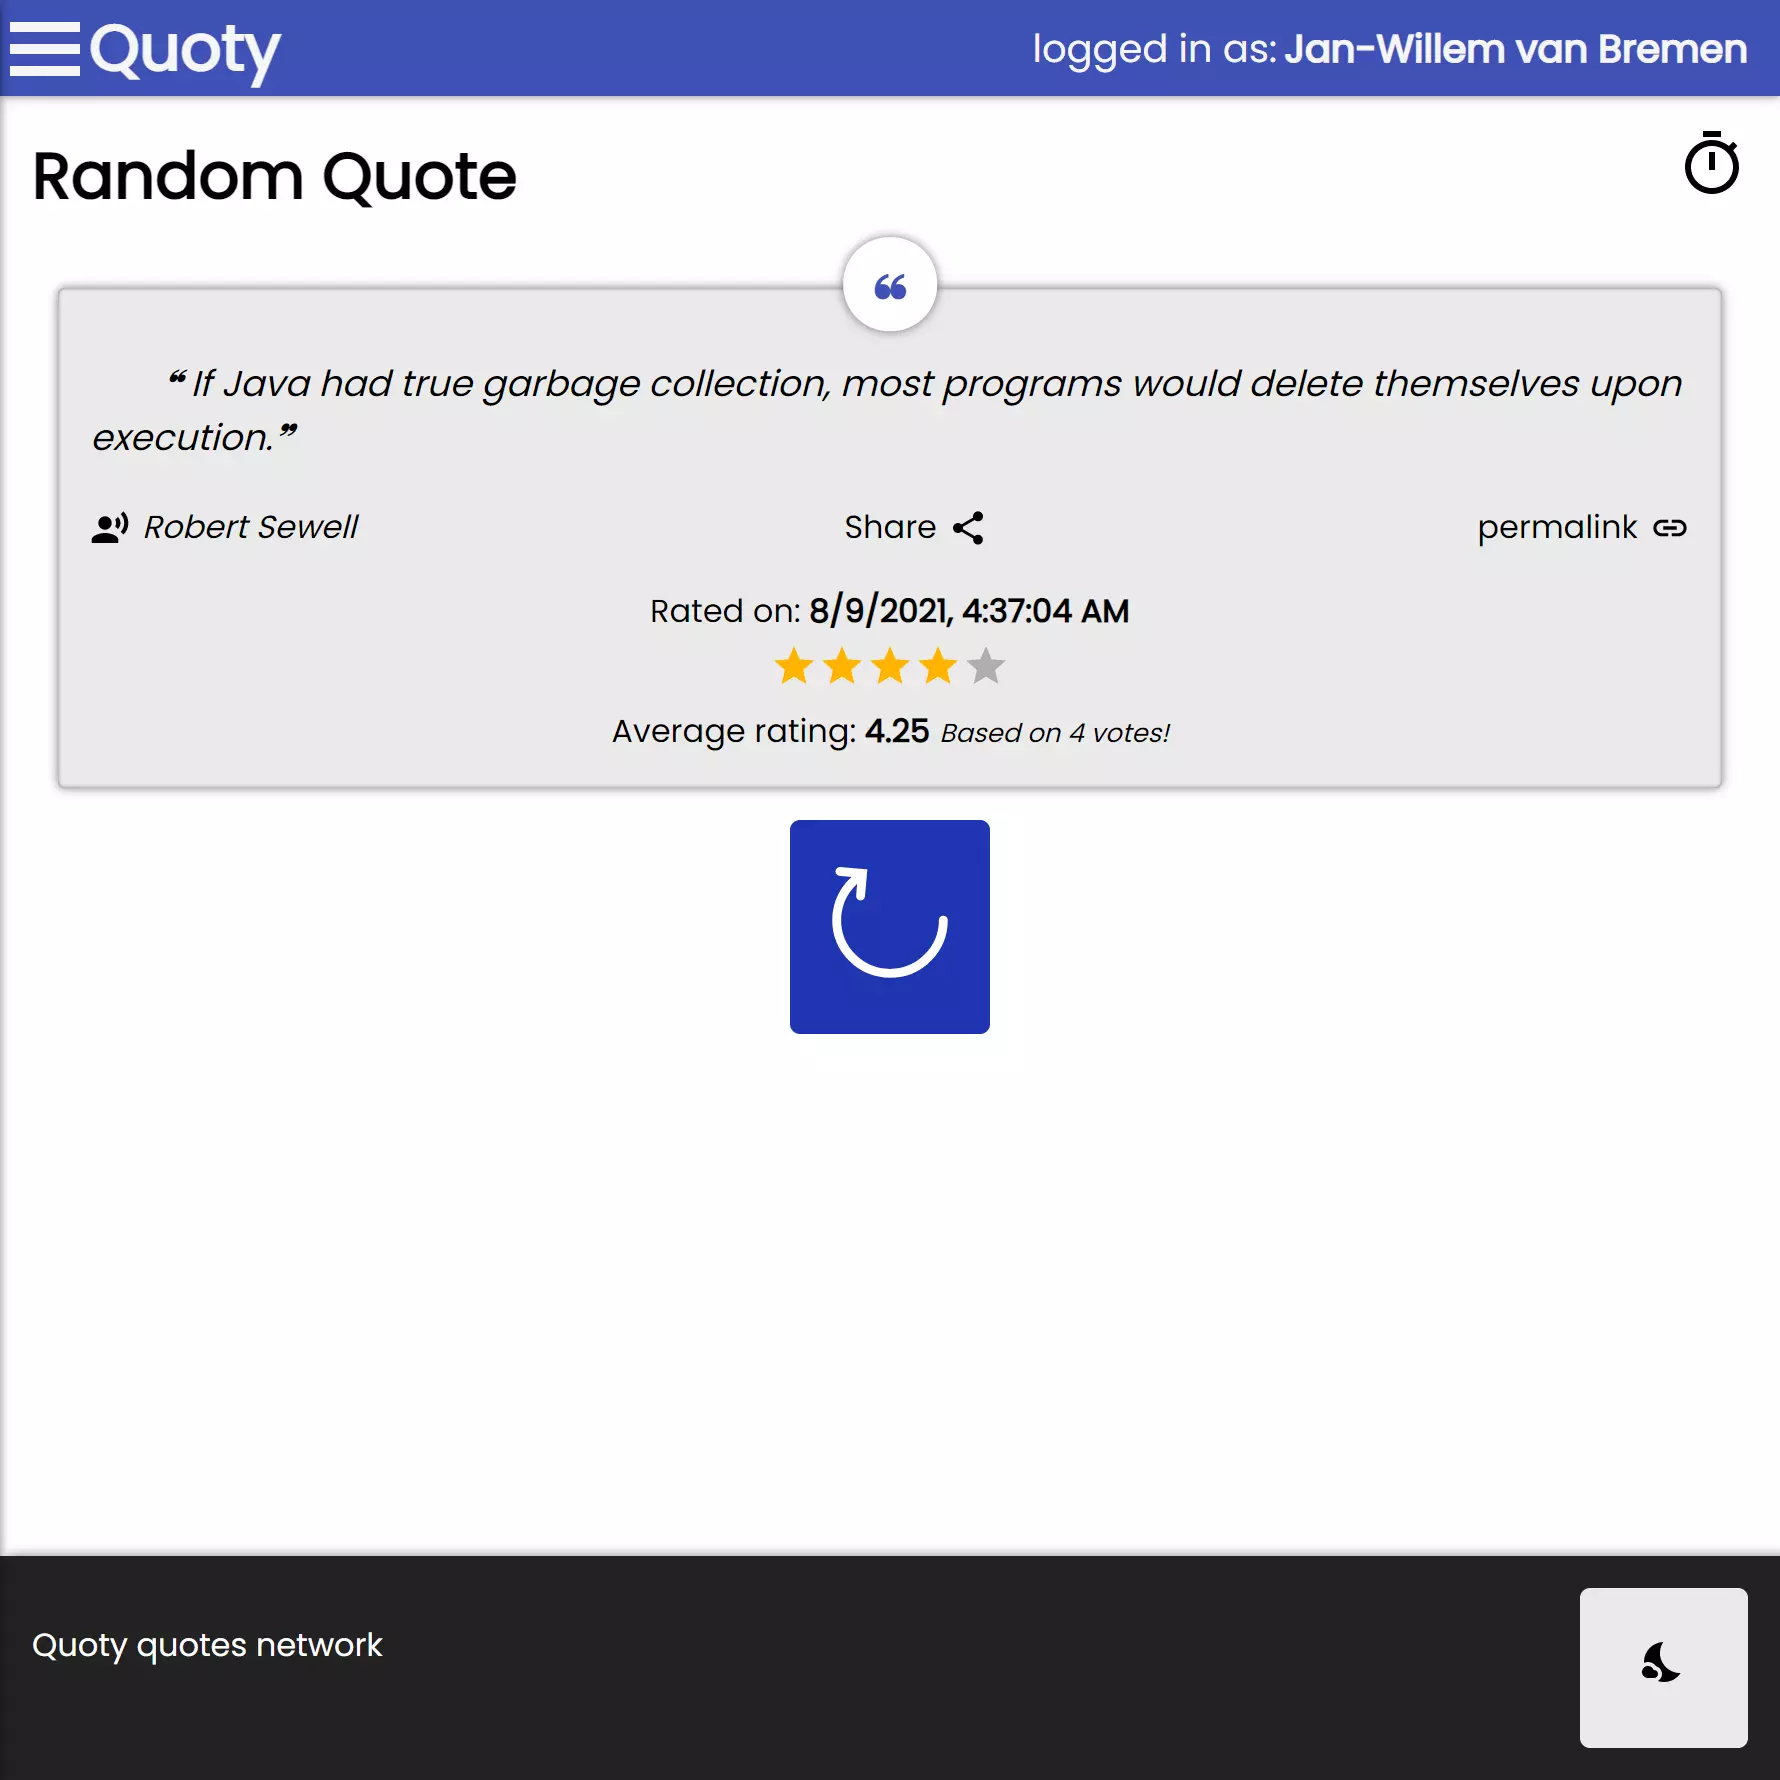 Quoty
logged in as: Jan-Willem van Bremen
Random Quote
❝
❝ If Java had true garbage collection, most programs would delete themselves upon
execution.❞
Robert Sewell
Share
permalink
Rated on: 8/9/2021, 4:37:04 AM
Average rating: 4.25 Based on 4 votes!
Quoty quotes network